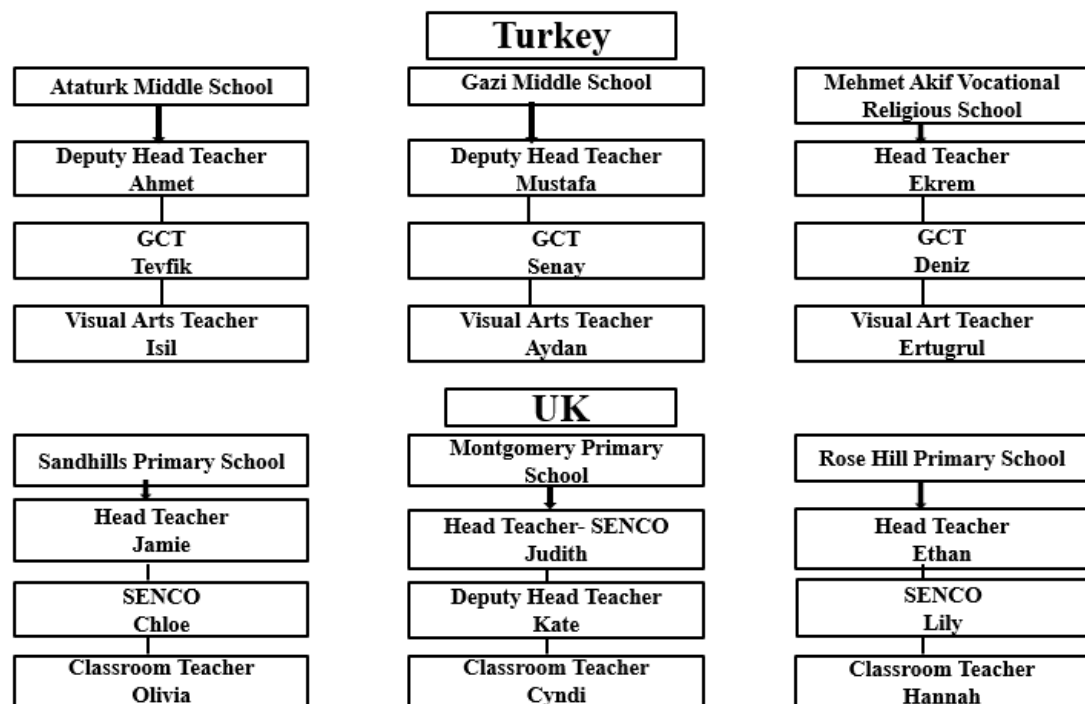 Turkey
Ataturk Middle School
Deputy Head Teacher
Ahmet
GCT
Tevfik
Visual Arts Teacher
Isil
Gazi Middle School
Deputy Head Teacher
Mustafa
GCT
Senay
Visual Arts Teacher
Aydan
Mehmet Akif Vocational
Religious School
Head Teacher
Ekrem
GCT
Deniz
Visual Art Teacher
Ertugrul
UK
Sandhills Primary School
Head Teacher
Jamie
SENCO
Chloe
Classroom Teacher
Olivia
Montgomery Primary
School
Head Teacher- SENCO
Judith
Deputy Head Teacher
Kate
Classroom Teacher
Cyndi
Rose Hill Primary School
Head Teacher
Ethan
SENCO
Lily
Classroom Teacher
Hannah